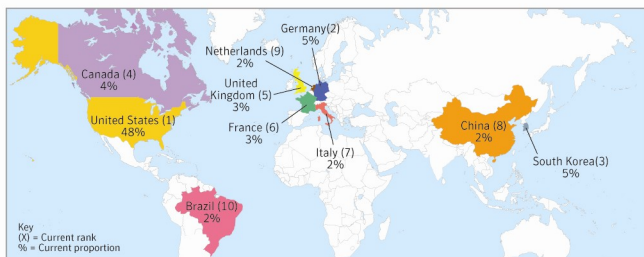 Germany(2)
5%
Netherlands (9)
2%
Canada (4)
4%
United
Kingdom (5)
3%
United States (1)
48%
France (6)
3%
Italy (7)
2%
China (8)
2%
South Korea(3)
5%
Brazil (10)
2%
Key
(X) = Current rank
% = Current proportion